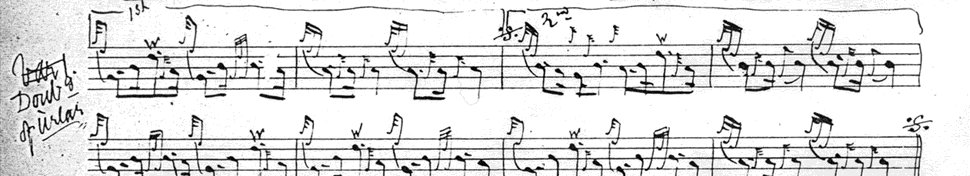 1st 2nd
Doubg.
of Urlar